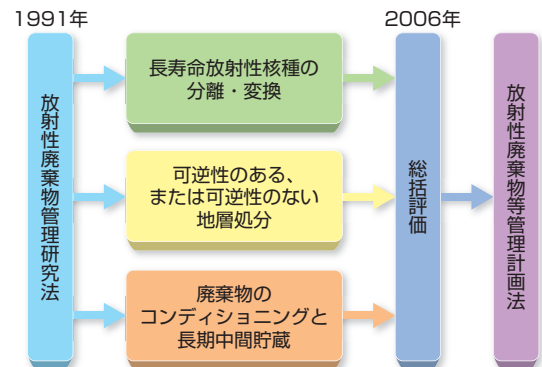 1991年
2006年
放射性廃棄物管理研究法
長寿命放射性核種の
分離・変換
可逆性のある、
または可逆性のない
地層処分
廃棄物の
コンディショニングと
長期中間貯蔵
総括評価
放射性廃棄物等管理計画法